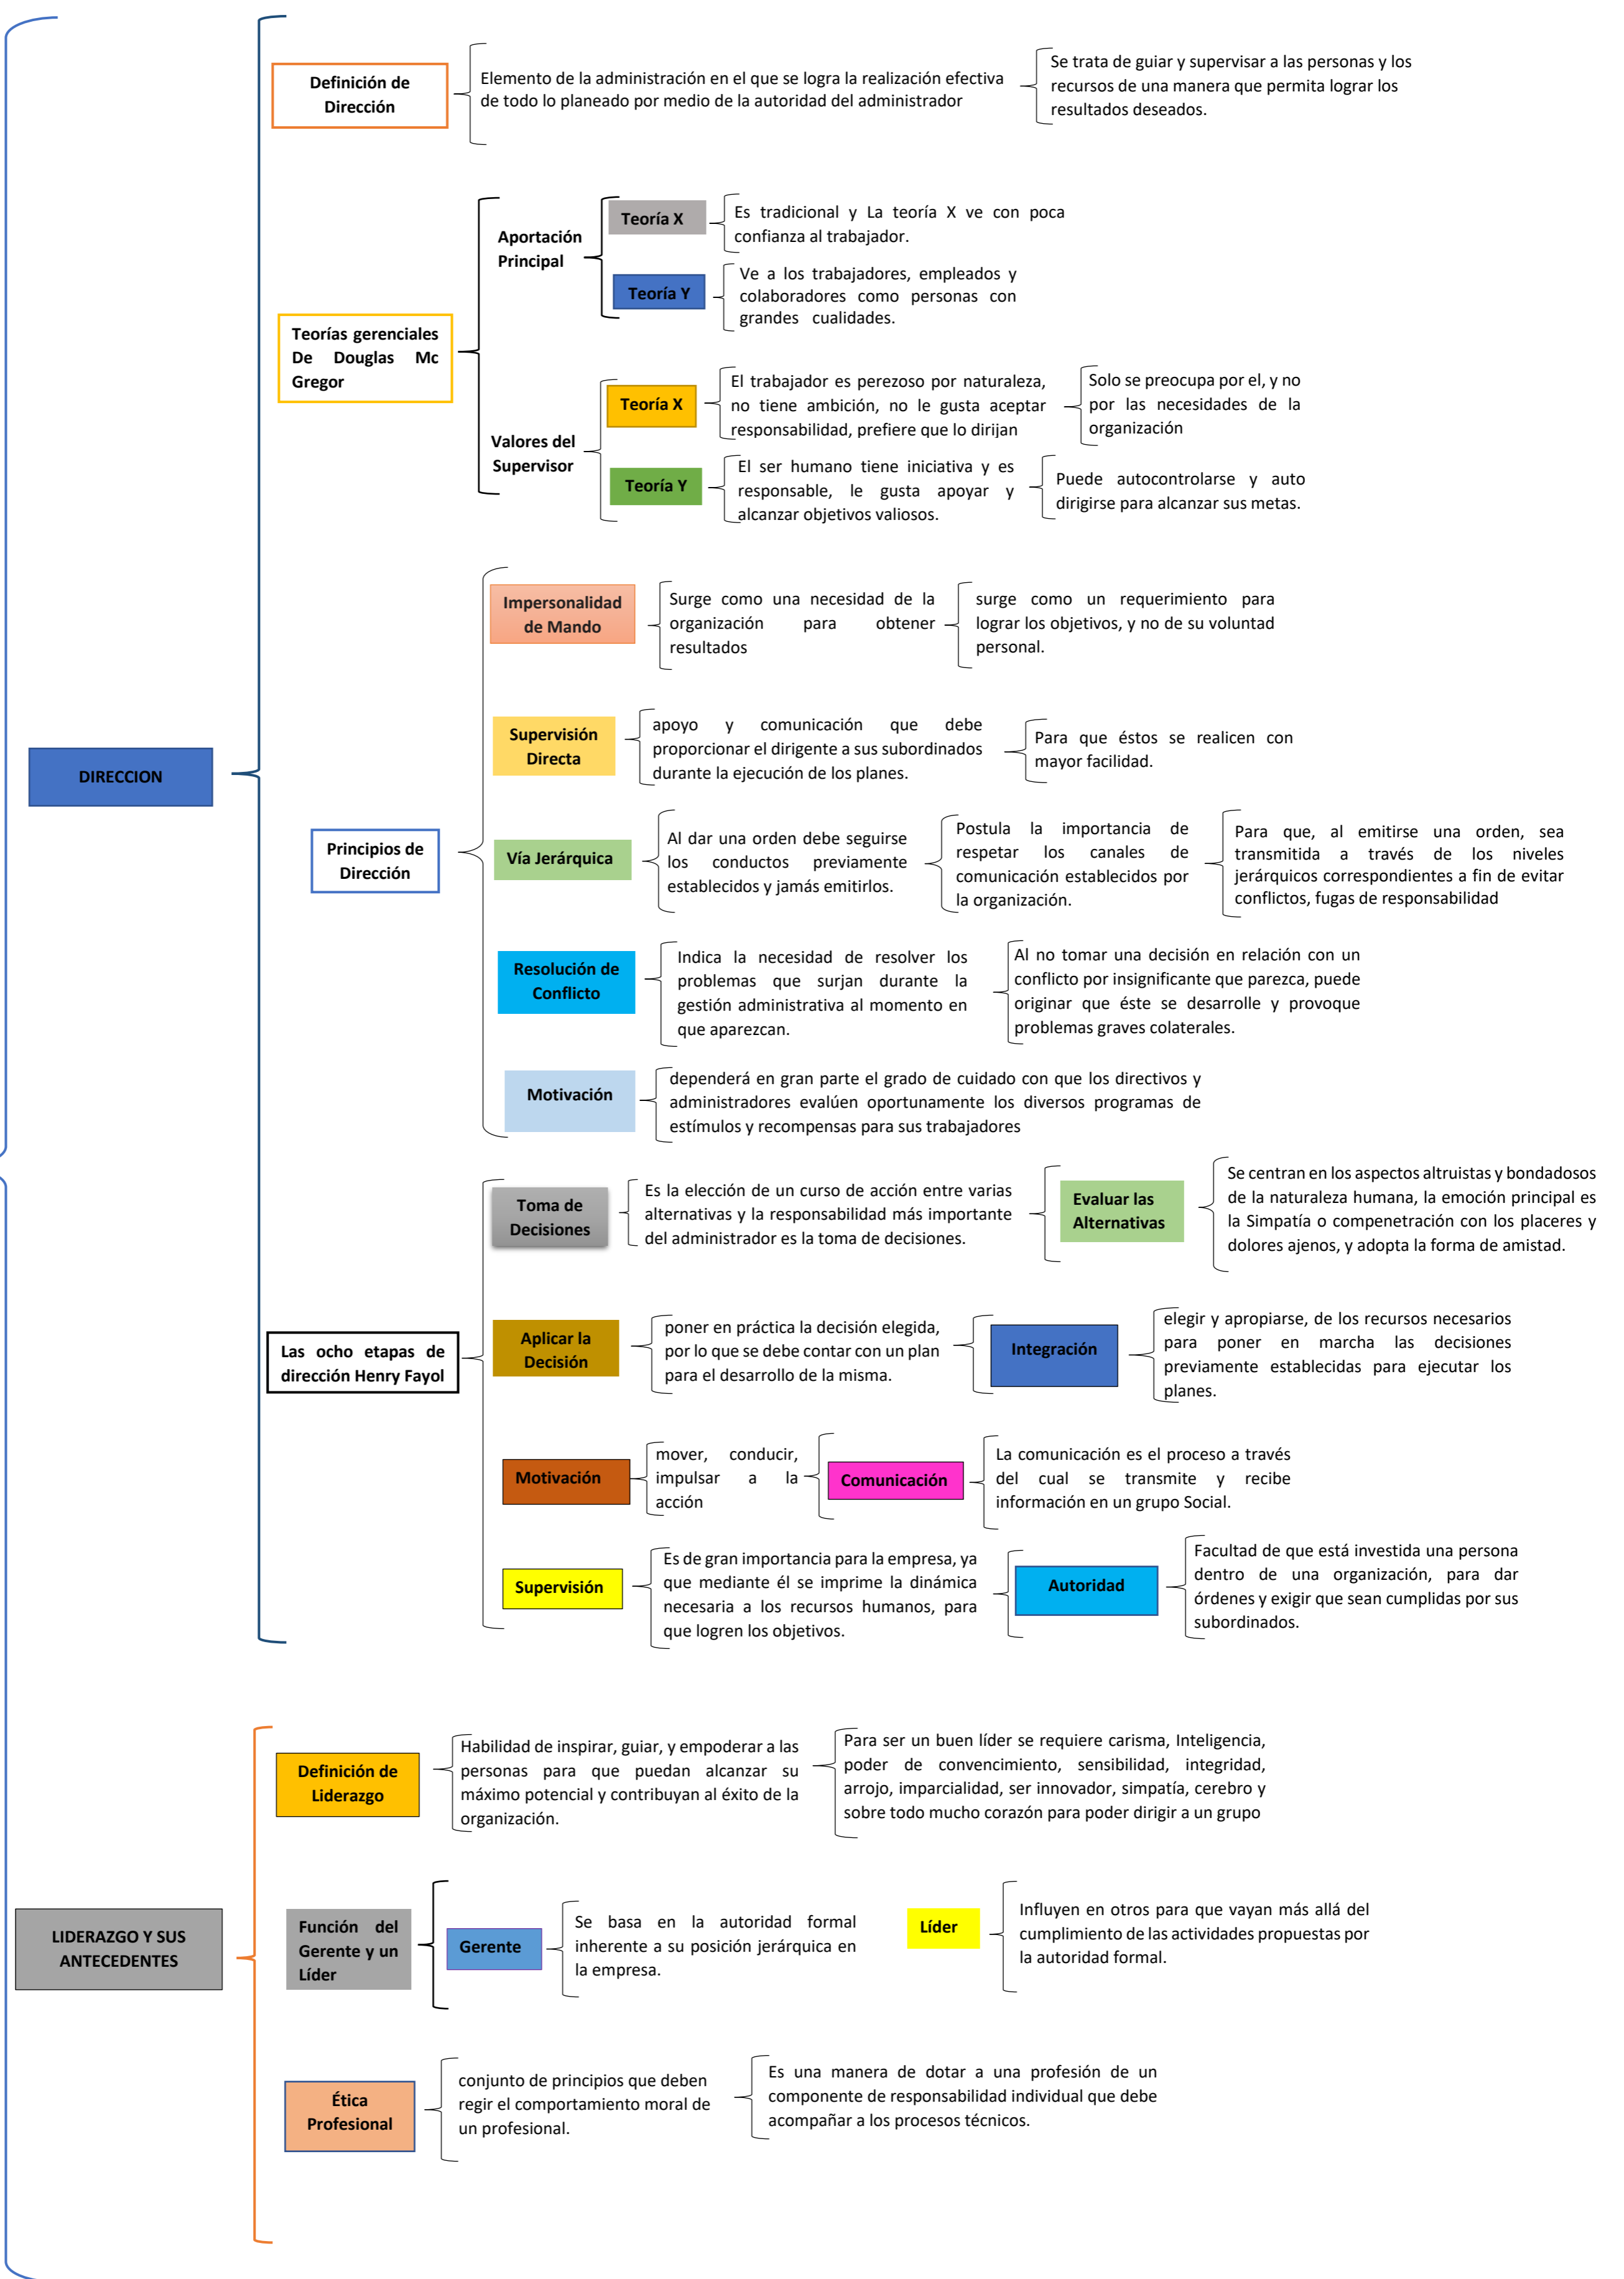 Definición de
Dirección
Elemento de la administración en el que se logra la realización efectiva
de todo lo planeado por medio de la autoridad del administrador
Se trata de guiar y supervisar a las personas y los
recursos de una manera que permita lograr los
resultados deseados.
Teorías gerenciales
De Douglas Mc
Gregor
Aportación
Principal
Teoría X
Es tradicional y La teoría X ve con poca
confianza al trabajador.
Teoría Y
Ve a los trabajadores, empleados y
colaboradores como personas con
grandes cualidades.
Valores del
Supervisor
Teoría X
El trabajador es perezoso por naturaleza,
no tiene ambición, no le gusta aceptar
responsabilidad, prefiere que lo dirijan
Solo se preocupa por el, y no
por las necesidades de la
organización
Teoría Y
El ser humano tiene iniciativa y es
responsable, le gusta apoyar y
alcanzar objetivos valiosos.
Puede autocontrolarse y auto
dirigirse para alcanzar sus metas.
DIRECCION
Principios de
Dirección
Impersonalidad
de Mando
Surge como una necesidad de la
organización para obtener
resultados
surge como un requerimiento para
lograr los objetivos, y no de su voluntad
personal.
Supervisión
Directa
apoyo y comunicación que debe
proporcionar el dirigente a sus subordinados
durante la ejecución de los planes.
Para que éstos se realicen con
mayor facilidad.
Vía Jerárquica
Al dar una orden debe seguirse
los conductos previamente
establecidos y jamás emitirlos.
Postula la importancia de
respetar los canales de
comunicación establecidos por
la organización.
Para que, al emitirse una orden, sea
transmitida a través de los niveles
jerárquicos correspondientes a fin de evitar
conflictos, fugas de responsabilidad
Resolución de
Conflicto
Indica la necesidad de resolver los
problemas que surjan durante la
gestión administrativa al momento en
que aparezcan.
Al no tomar una decisión en relación con un
conflicto por insignificante que parezca, puede
originar que éste se desarrolle y provoque
problemas graves colaterales.
Motivación
dependerá en gran parte el grado de cuidado con que los directivos y
administradores evalúen oportunamente los diversos programas de
estímulos y recompensas para sus trabajadores
Las ocho etapas de
dirección Henry Fayol
Toma de
Decisiones
Es la elección de un curso de acción entre varias
alternativas y la responsabilidad más importante
del administrador es la toma de decisiones.
Evaluar las
Alternativas
Se centran en los aspectos altruistas y bondadosos
de la naturaleza humana, la emoción principal es
la Simpatía o compenetración con los placeres y
dolores ajenos, y adopta la forma de amistad.
Aplicar la
Decisión
poner en práctica la decisión elegida,
por lo que se debe contar con un plan
para el desarrollo de la misma.
Integración
elegir y apropiarse, de los recursos necesarios
para poner en marcha las decisiones
previamente establecidas para ejecutar los
planes.
Motivación
mover, conducir,
impulsar a la
acción
Comunicación
La comunicación es el proceso a través
del cual se transmite y recibe
información en un grupo Social.
Supervisión
Es de gran importancia para la empresa, ya
que mediante él se imprime la dinámica
necesaria a los recursos humanos, para
que logren los objetivos.
Autoridad
Facultad de que está investida una persona
dentro de una organización, para dar
órdenes y exigir que sean cumplidas por sus
subordinados.
LIDERAZGO Y SUS
ANTECEDENTES
Definición de
Liderazgo
Habilidad de inspirar, guiar, y empoderar a las
personas para que puedan alcanzar su
máximo potencial y contribuyan al éxito de la
organización.
Para ser un buen líder se requiere carisma, Inteligencia,
poder de convencimiento, sensibilidad, integridad,
arrojo, imparcialidad, ser innovador, simpatía, cerebro y
sobre todo mucho corazón para poder dirigir a un grupo
Función del
Gerente y un
Líder
Gerente
Se basa en la autoridad formal
inherente a su posición jerárquica en
la empresa.
Líder
Influyen en otros para que vayan más allá del
cumplimiento de las actividades propuestas por
la autoridad formal.
Ética
Profesional
conjunto de principios que deben
regir el comportamiento moral de
un profesional.
Es una manera de dotar a una profesión de un
componente de responsabilidad individual que debe
acompañar a los procesos técnicos.